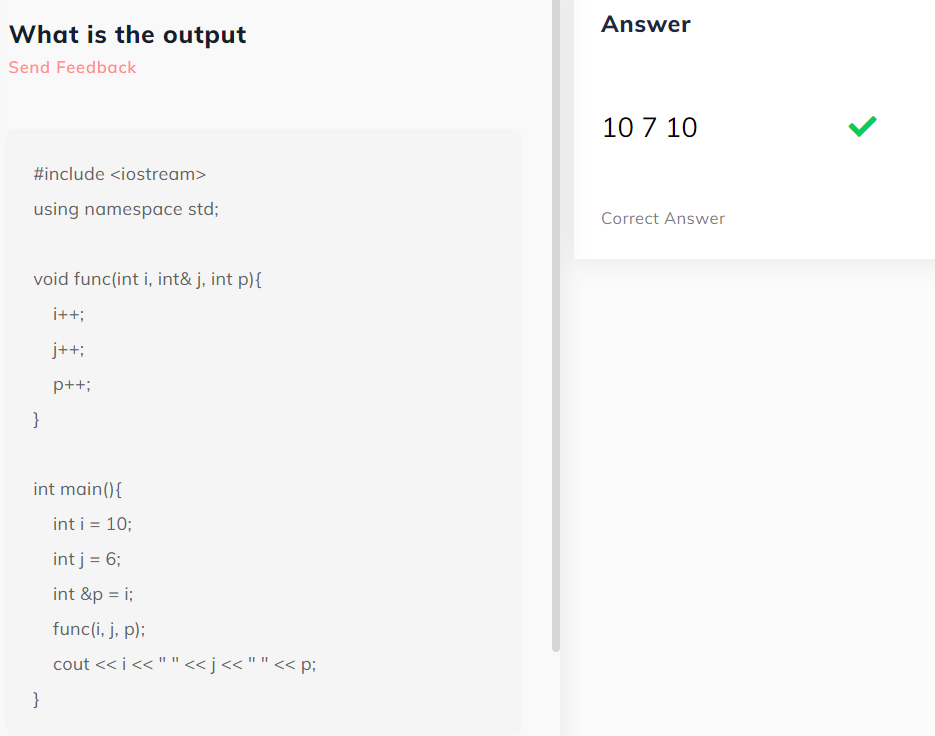 What is the output
Send Feedback
#include <iostream>
using namespace std;
void func(int i, int& j, int p){
i++;
j++;
p++;
}
int main(){
int i = 10;
int j = 6;
int &p = i;
func(i, j, p);
cout << i << " " << j << " " << p;
}
Answer
10 7 10
Correct Answer